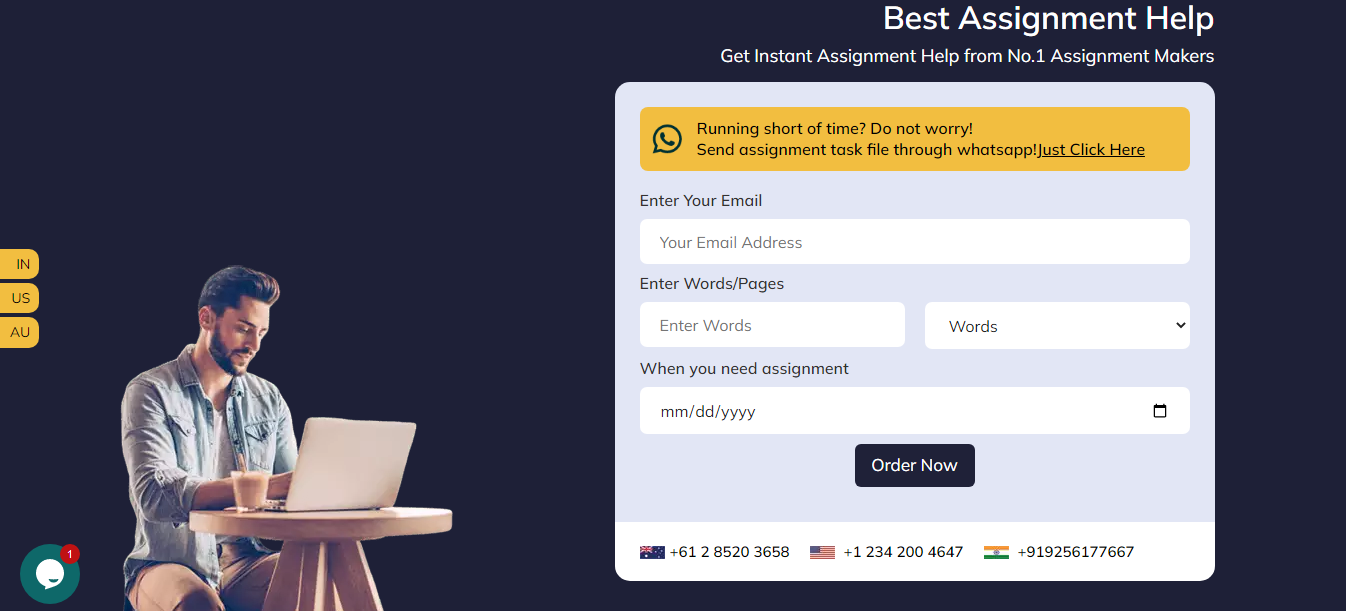 Best Assignment Help
Get Instant Assignment Help from No.1 Assignment Makers
Running short of time? Do not worry!
Send assignment task file through whatsapp!Just Click Here
Enter Your Email
Your Email Address
Enter Words/Pages
Enter Words
Words
When you need assignment
mm/dd/yyyy
Order Now
+61 2 8520 3658
+1 234 200 4647
+919256177667
IN
US
AU
1